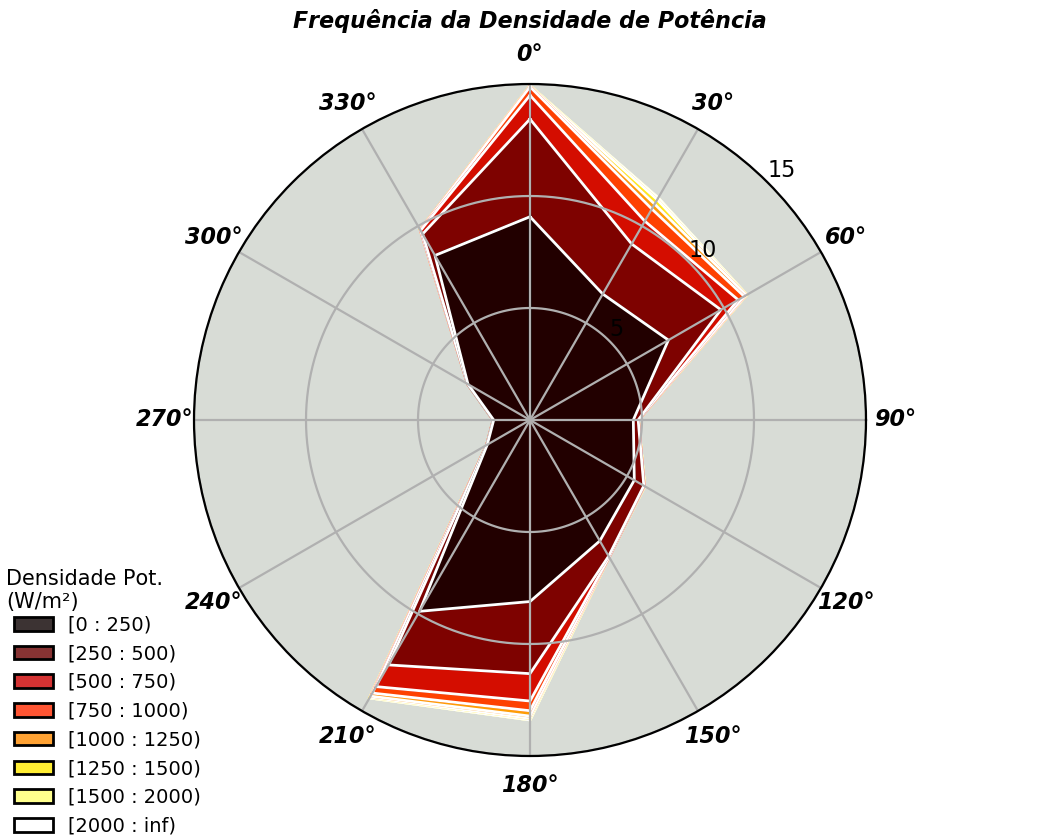 Frequência da Densidade de Potência
0°
330°
30°
15
300°
60°
10
5
270°
90°
Densidade Pot.
(W/m²)
240°
120°
[0 : 250)
[250 : 500)
[500 : 750)
[750 : 1000)
210°
150°
[1000 : 1250)
[1250 : 1500)
180°
[1500 : 2000)
[2000 : inf)